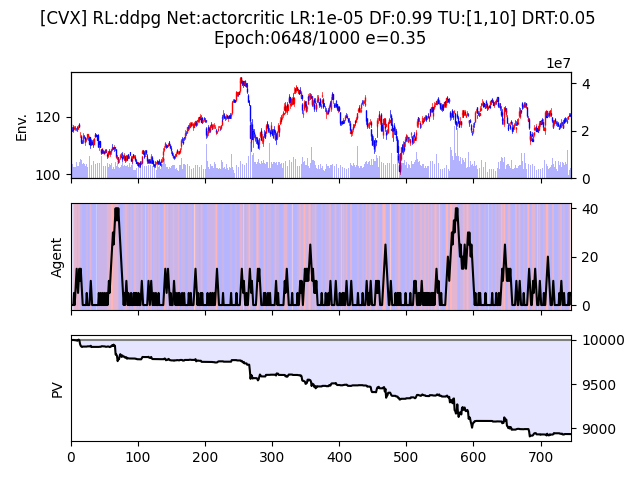 [CVX] RL:ddpg Net:actorcritic LR:1e-05 DF:0.99 TU:[1,10] DRT:0.05
Epoch:0648/1000 e=0.35
1e7
Env.
120
100
4
2
0
Agent
40
20
0
PV
10000
9500
9000
0 100 200 300 400 500 600 700